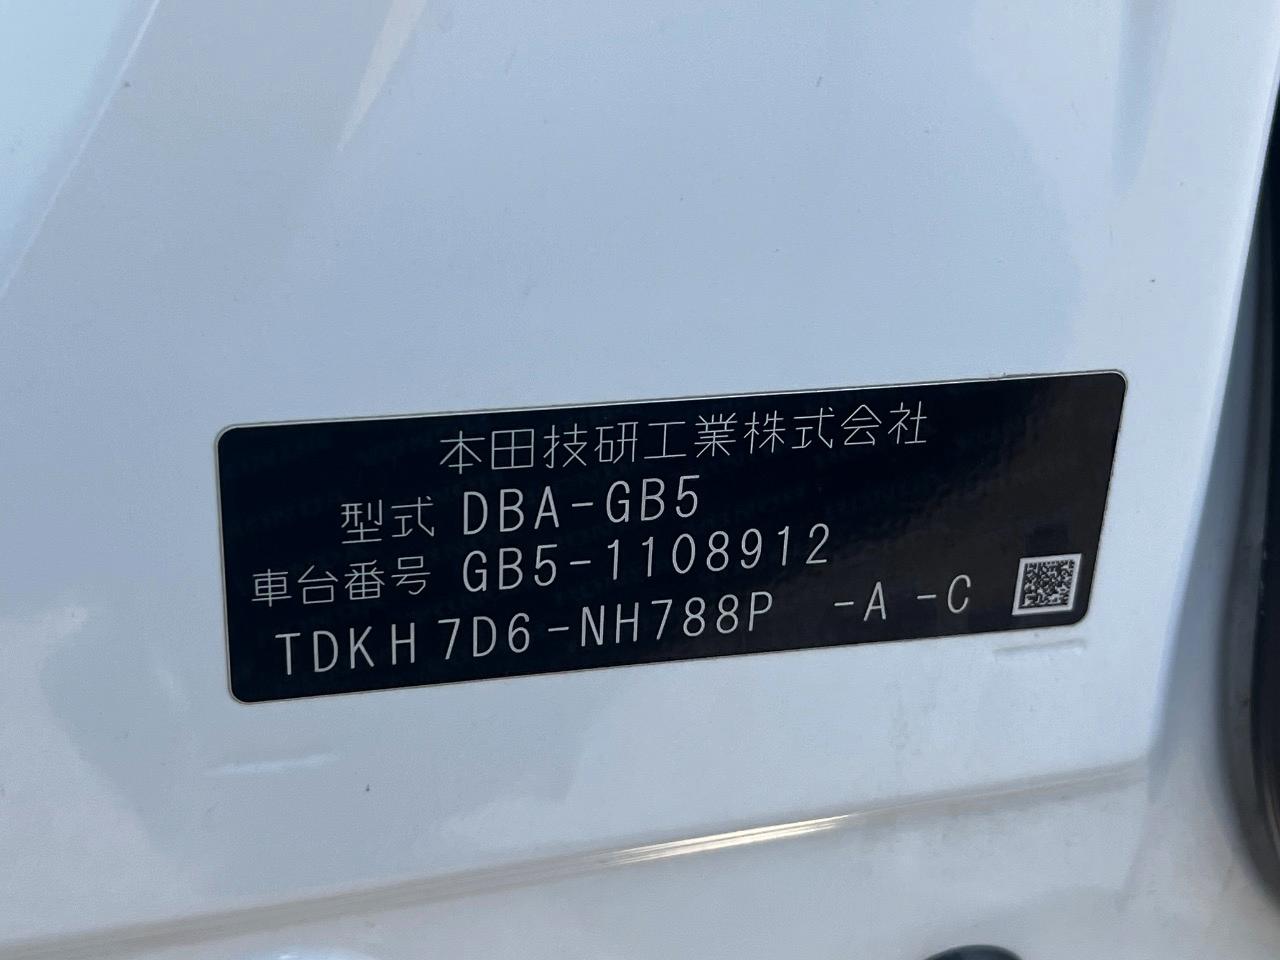 本田技研工業株式会社
型式 DBA-GB5
車台番号 GB5-1108912
TDKH7D6-NH788P -A -C